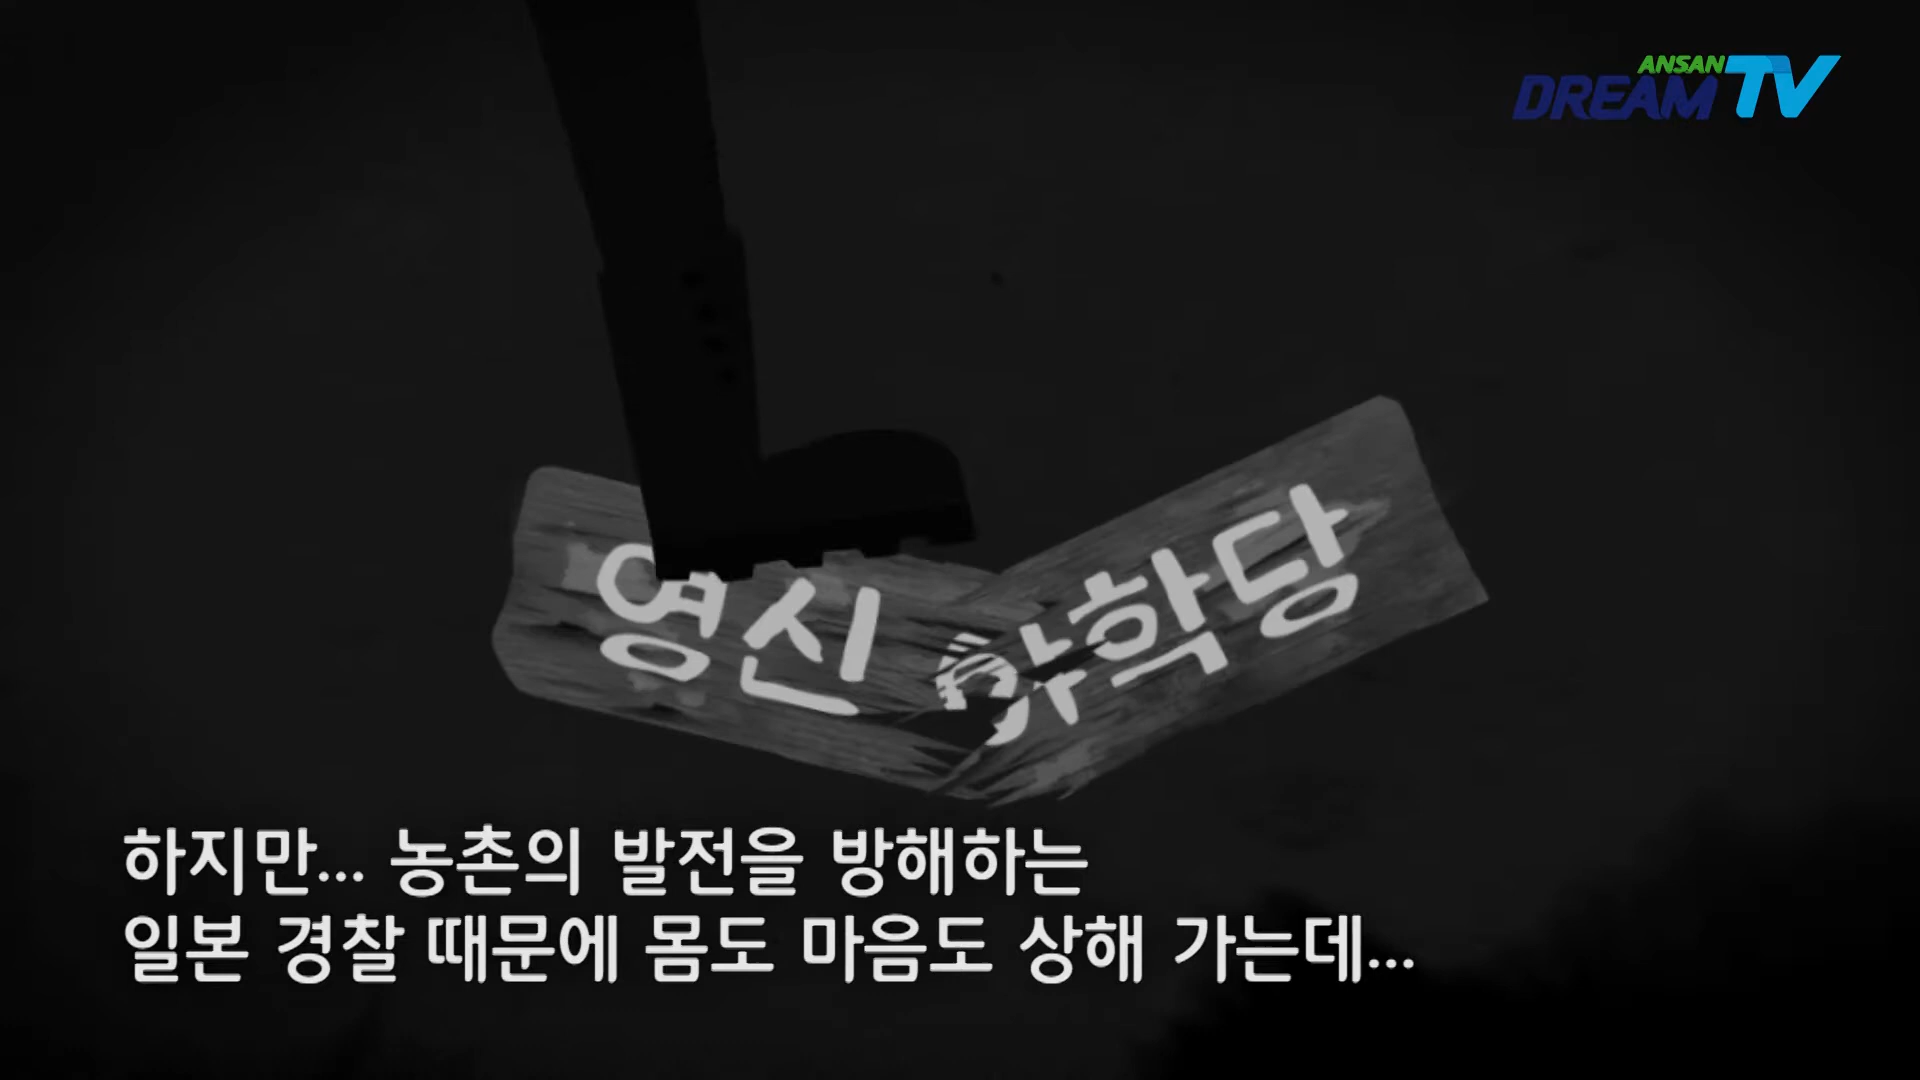 ANSAN
DREAM TV
영신 야학당
하지만... 농촌의 발전을 방해하는
일본 경찰 때문에 몸도 마음도 상해 가는데...